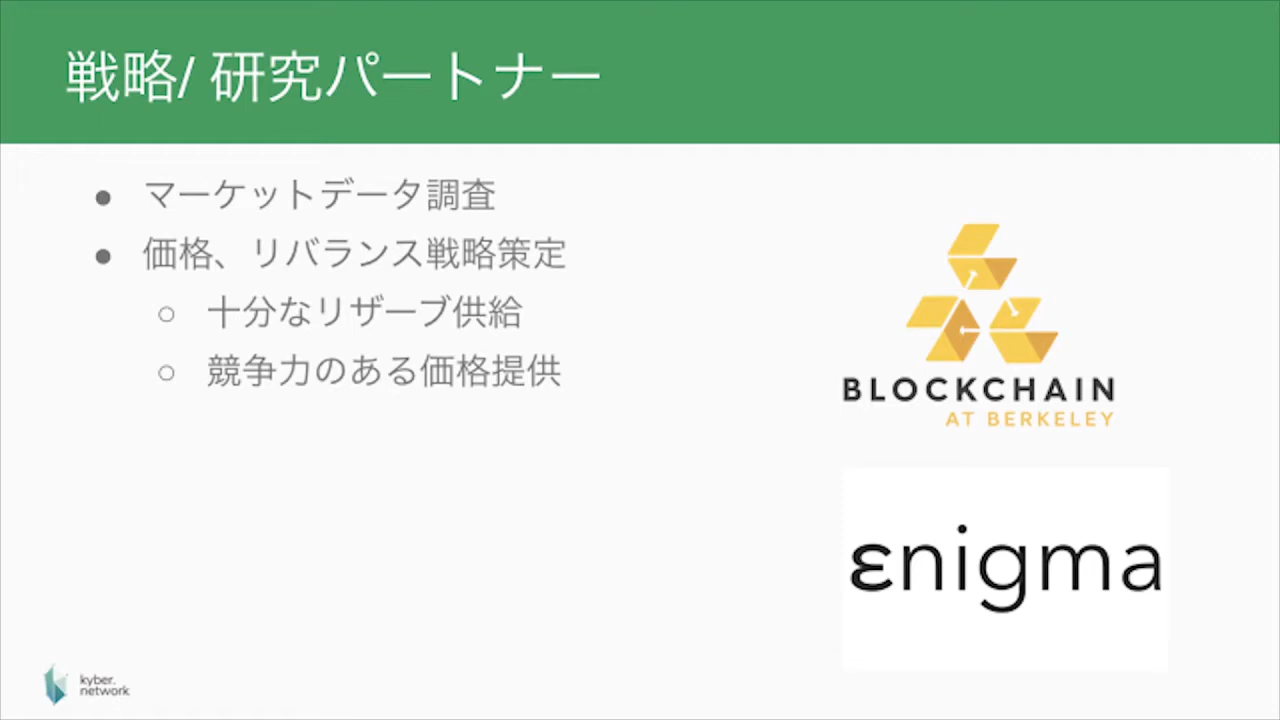 戦略/ 研究パートナー
● マーケットデータ調査
● 価格、リバランス戦略策定
○ 十分なリザーブ供給
○ 競争力のある価格提供
BLOCKCHAIN
AT BERKELEY
εnigma
kyber.
network